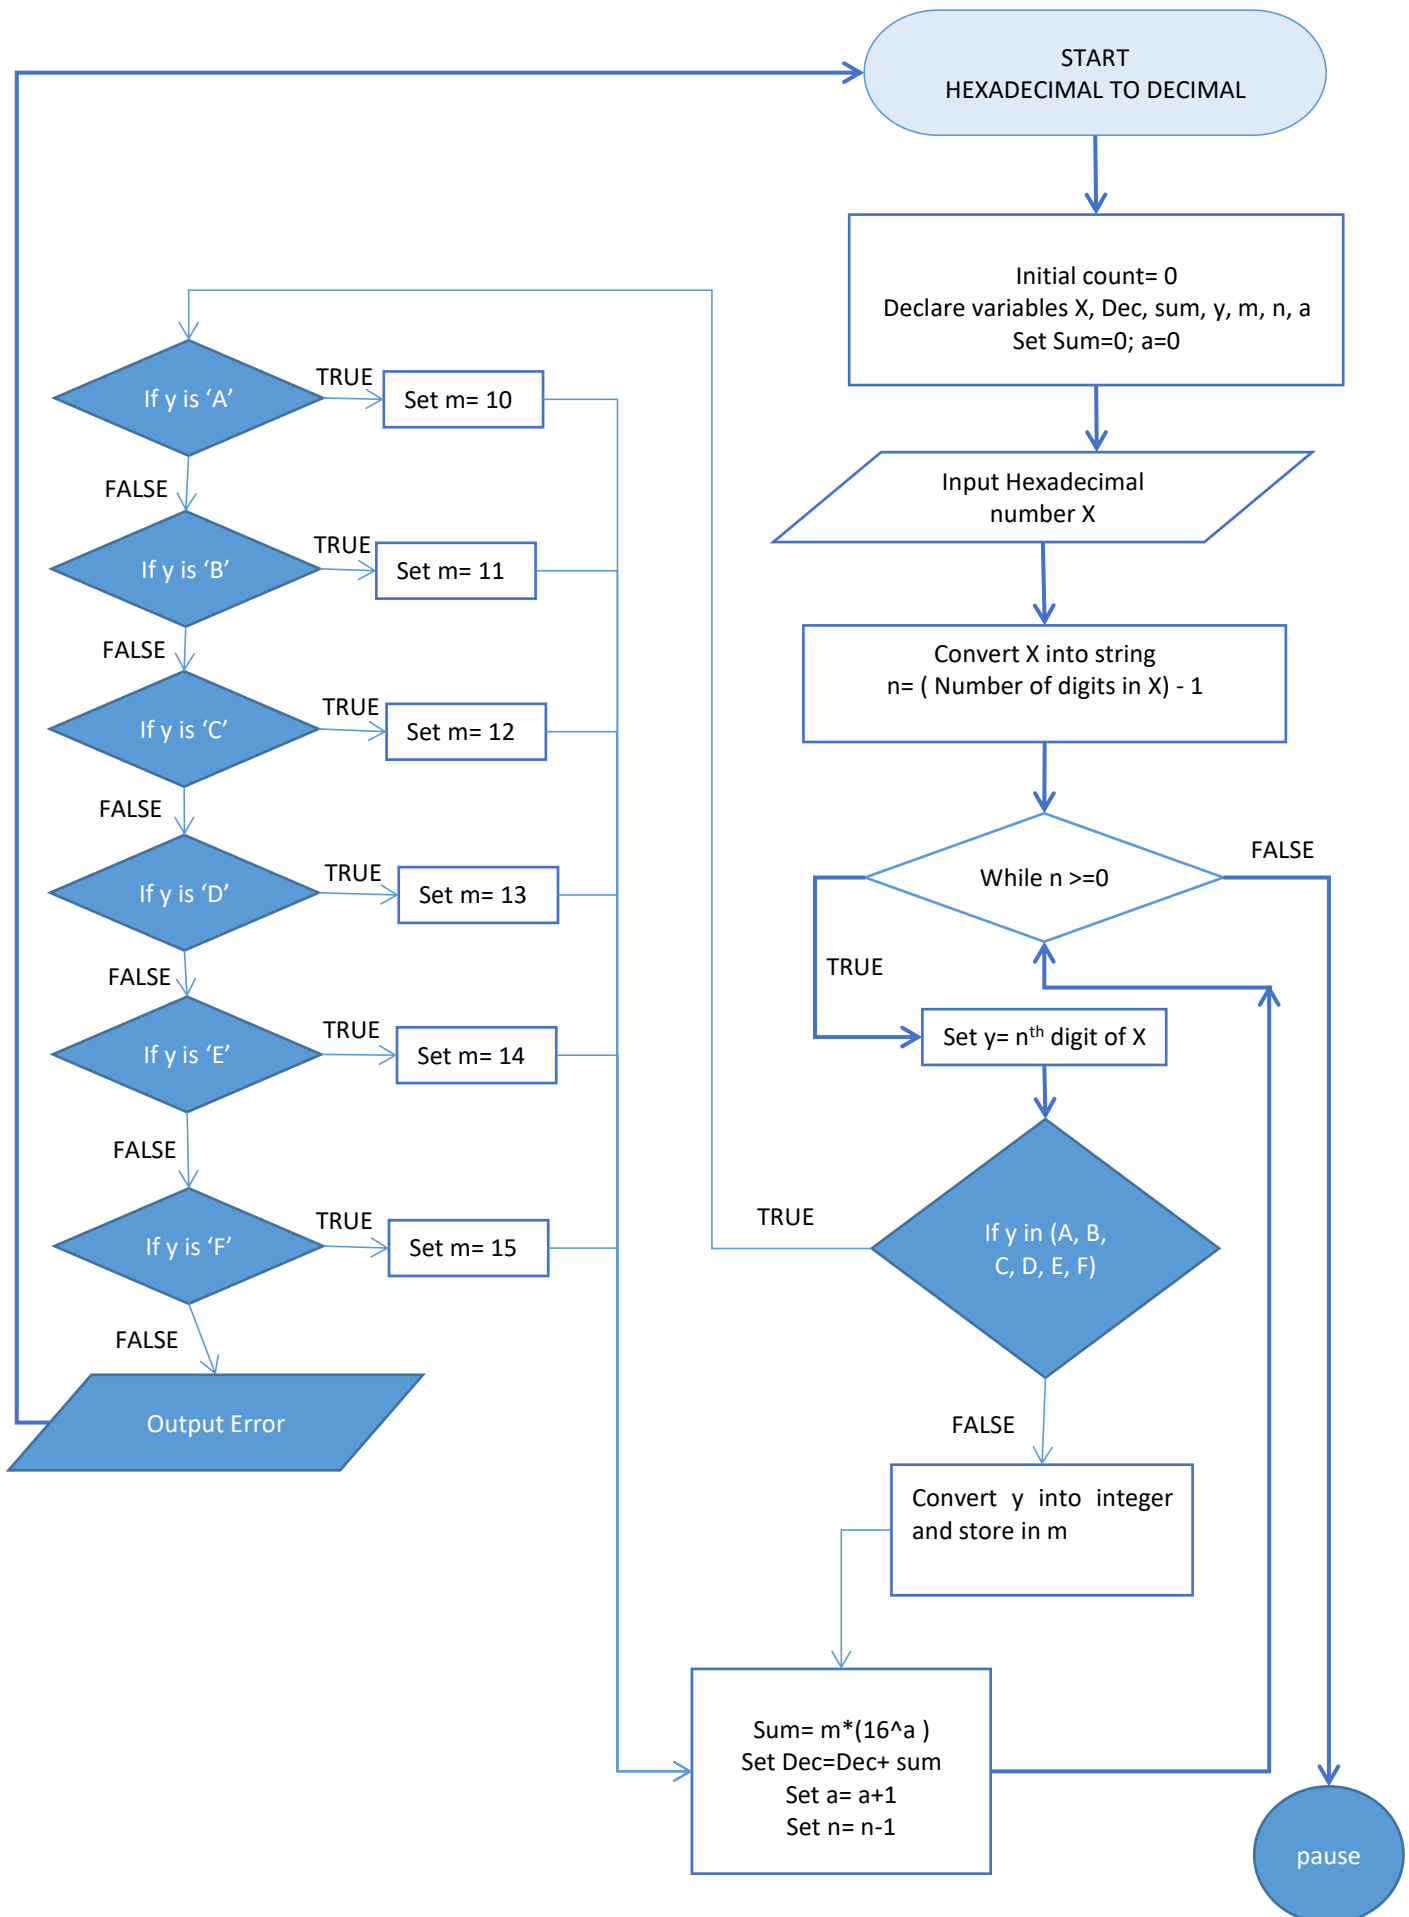 START
HEXADECIMAL TO DECIMAL
Initial count= 0
Declare variables X, Dec, sum, y, m, n, a
Set Sum=0; a=0
Input Hexadecimal
number X
Convert X into string
n= ( Number of digits in X) - 1
While n >=0
FALSE
TRUE
Set y= nth digit of X
If y in (A, B,
C, D, E, F)
TRUE
FALSE
Convert y into integer
and store in m
If y is ‘A’
TRUE
Set m= 10
FALSE
If y is ‘B’
TRUE
Set m= 11
FALSE
If y is ‘C’
TRUE
Set m= 12
FALSE
If y is ‘D’
TRUE
Set m= 13
FALSE
If y is ‘E’
TRUE
Set m= 14
FALSE
If y is ‘F’
TRUE
Set m= 15
FALSE
Output Error
Sum= m*(16^a )
Set Dec=Dec+ sum
Set a= a+1
Set n= n-1
pause